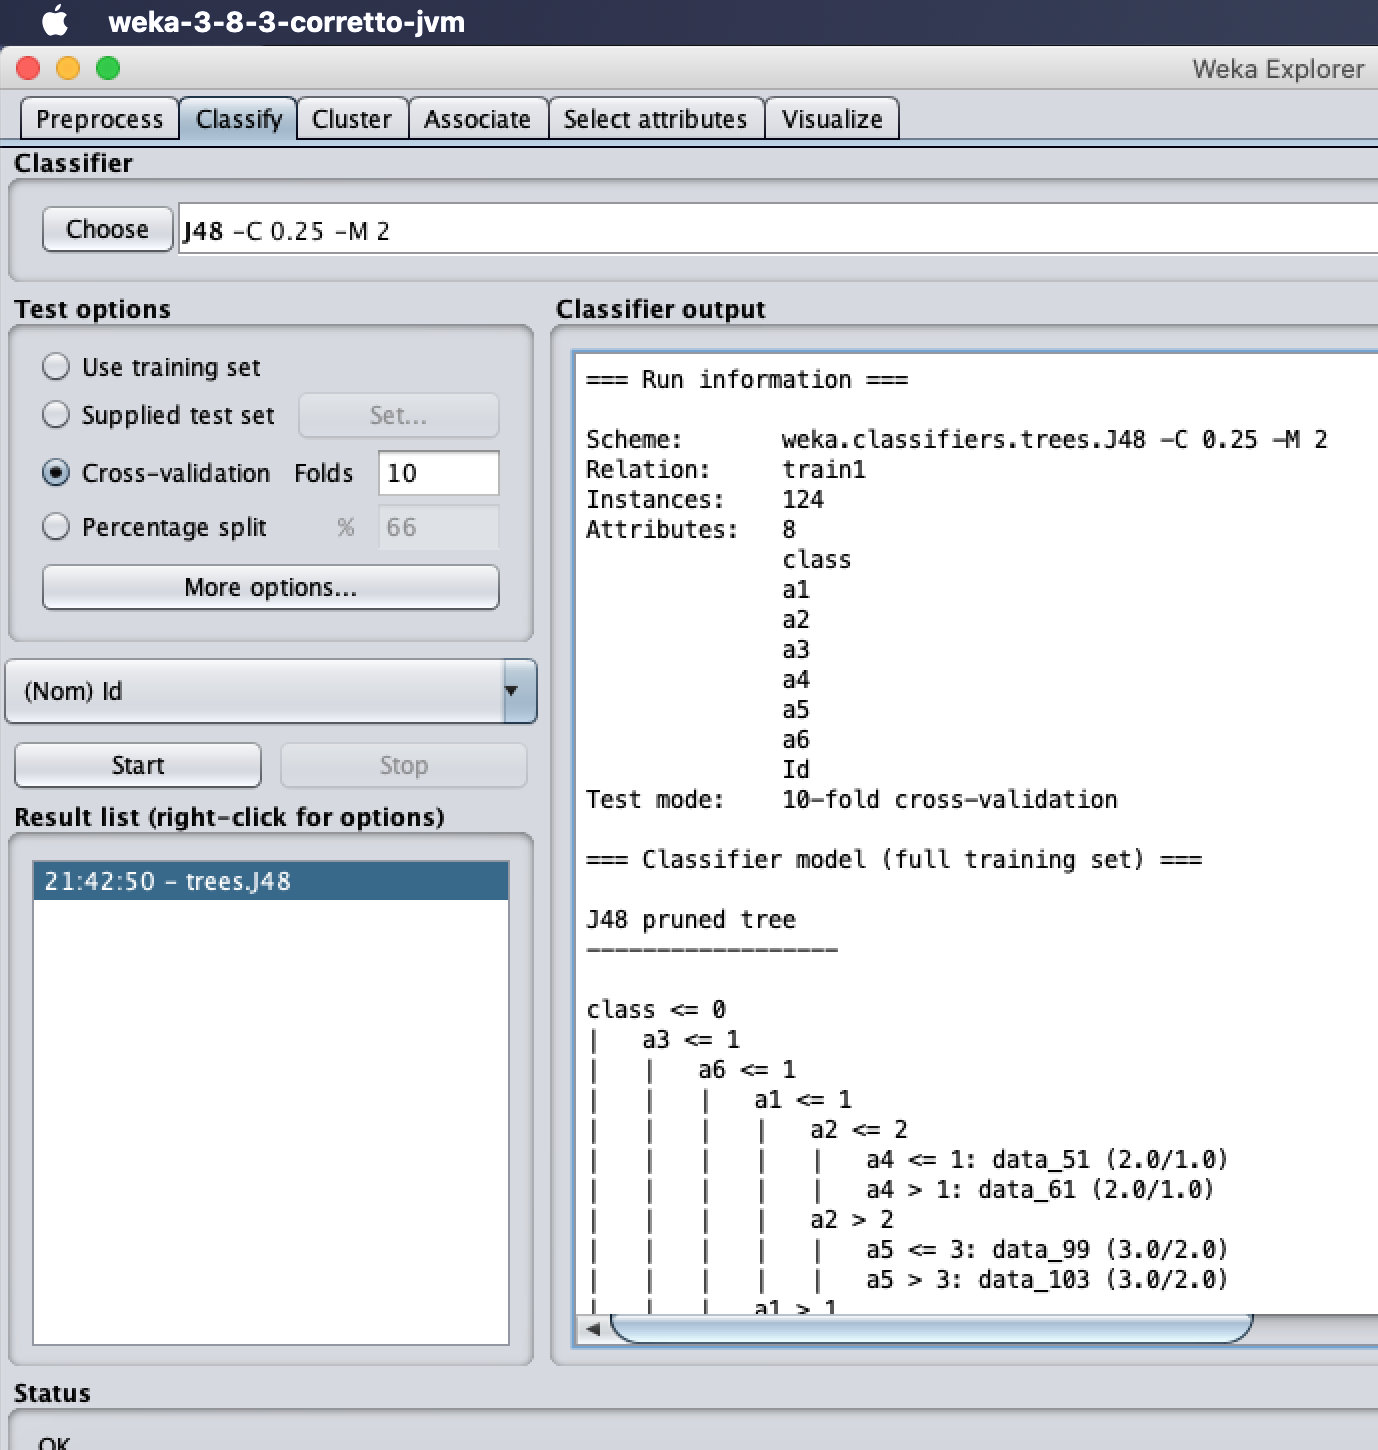 weka-3-8-3-corretto-jvm
Weka Explorer
Preprocess Classify Cluster Associate Select attributes Visualize
Classifier
Choose J48 -C 0.25 -M 2
Test options
Use training set
Supplied test set Set...
Cross-validation Folds 10
Percentage split % 66
More options...
(Nom) Id
Start Stop
Result list (right-click for options)
21:42:50 - trees.J48
Classifier output
=== Run information ===
Scheme: weka.classifiers.trees.J48 -C 0.25 -M 2
Relation: train1
Instances: 124
Attributes: 8
class
a1
a2
a3
a4
a5
a6
Id
Test mode: 10-fold cross-validation
=== Classifier model (full training set) ===
J48 pruned tree
------------------
class <= 0
|   a3 <= 1
|   |   a6 <= 1
|   |   |   a1 <= 1
|   |   |   |   a2 <= 2
|   |   |   |   |   a4 <= 1: data_51 (2.0/1.0)
|   |   |   |   |   a4 > 1: data_61 (2.0/1.0)
|   |   |   |   a2 > 2
|   |   |   |   |   a5 <= 3: data_99 (3.0/2.0)
|   |   |   |   |   a5 > 3: data_103 (3.0/2.0)
|   |   |   a1 > 1
Status
OK